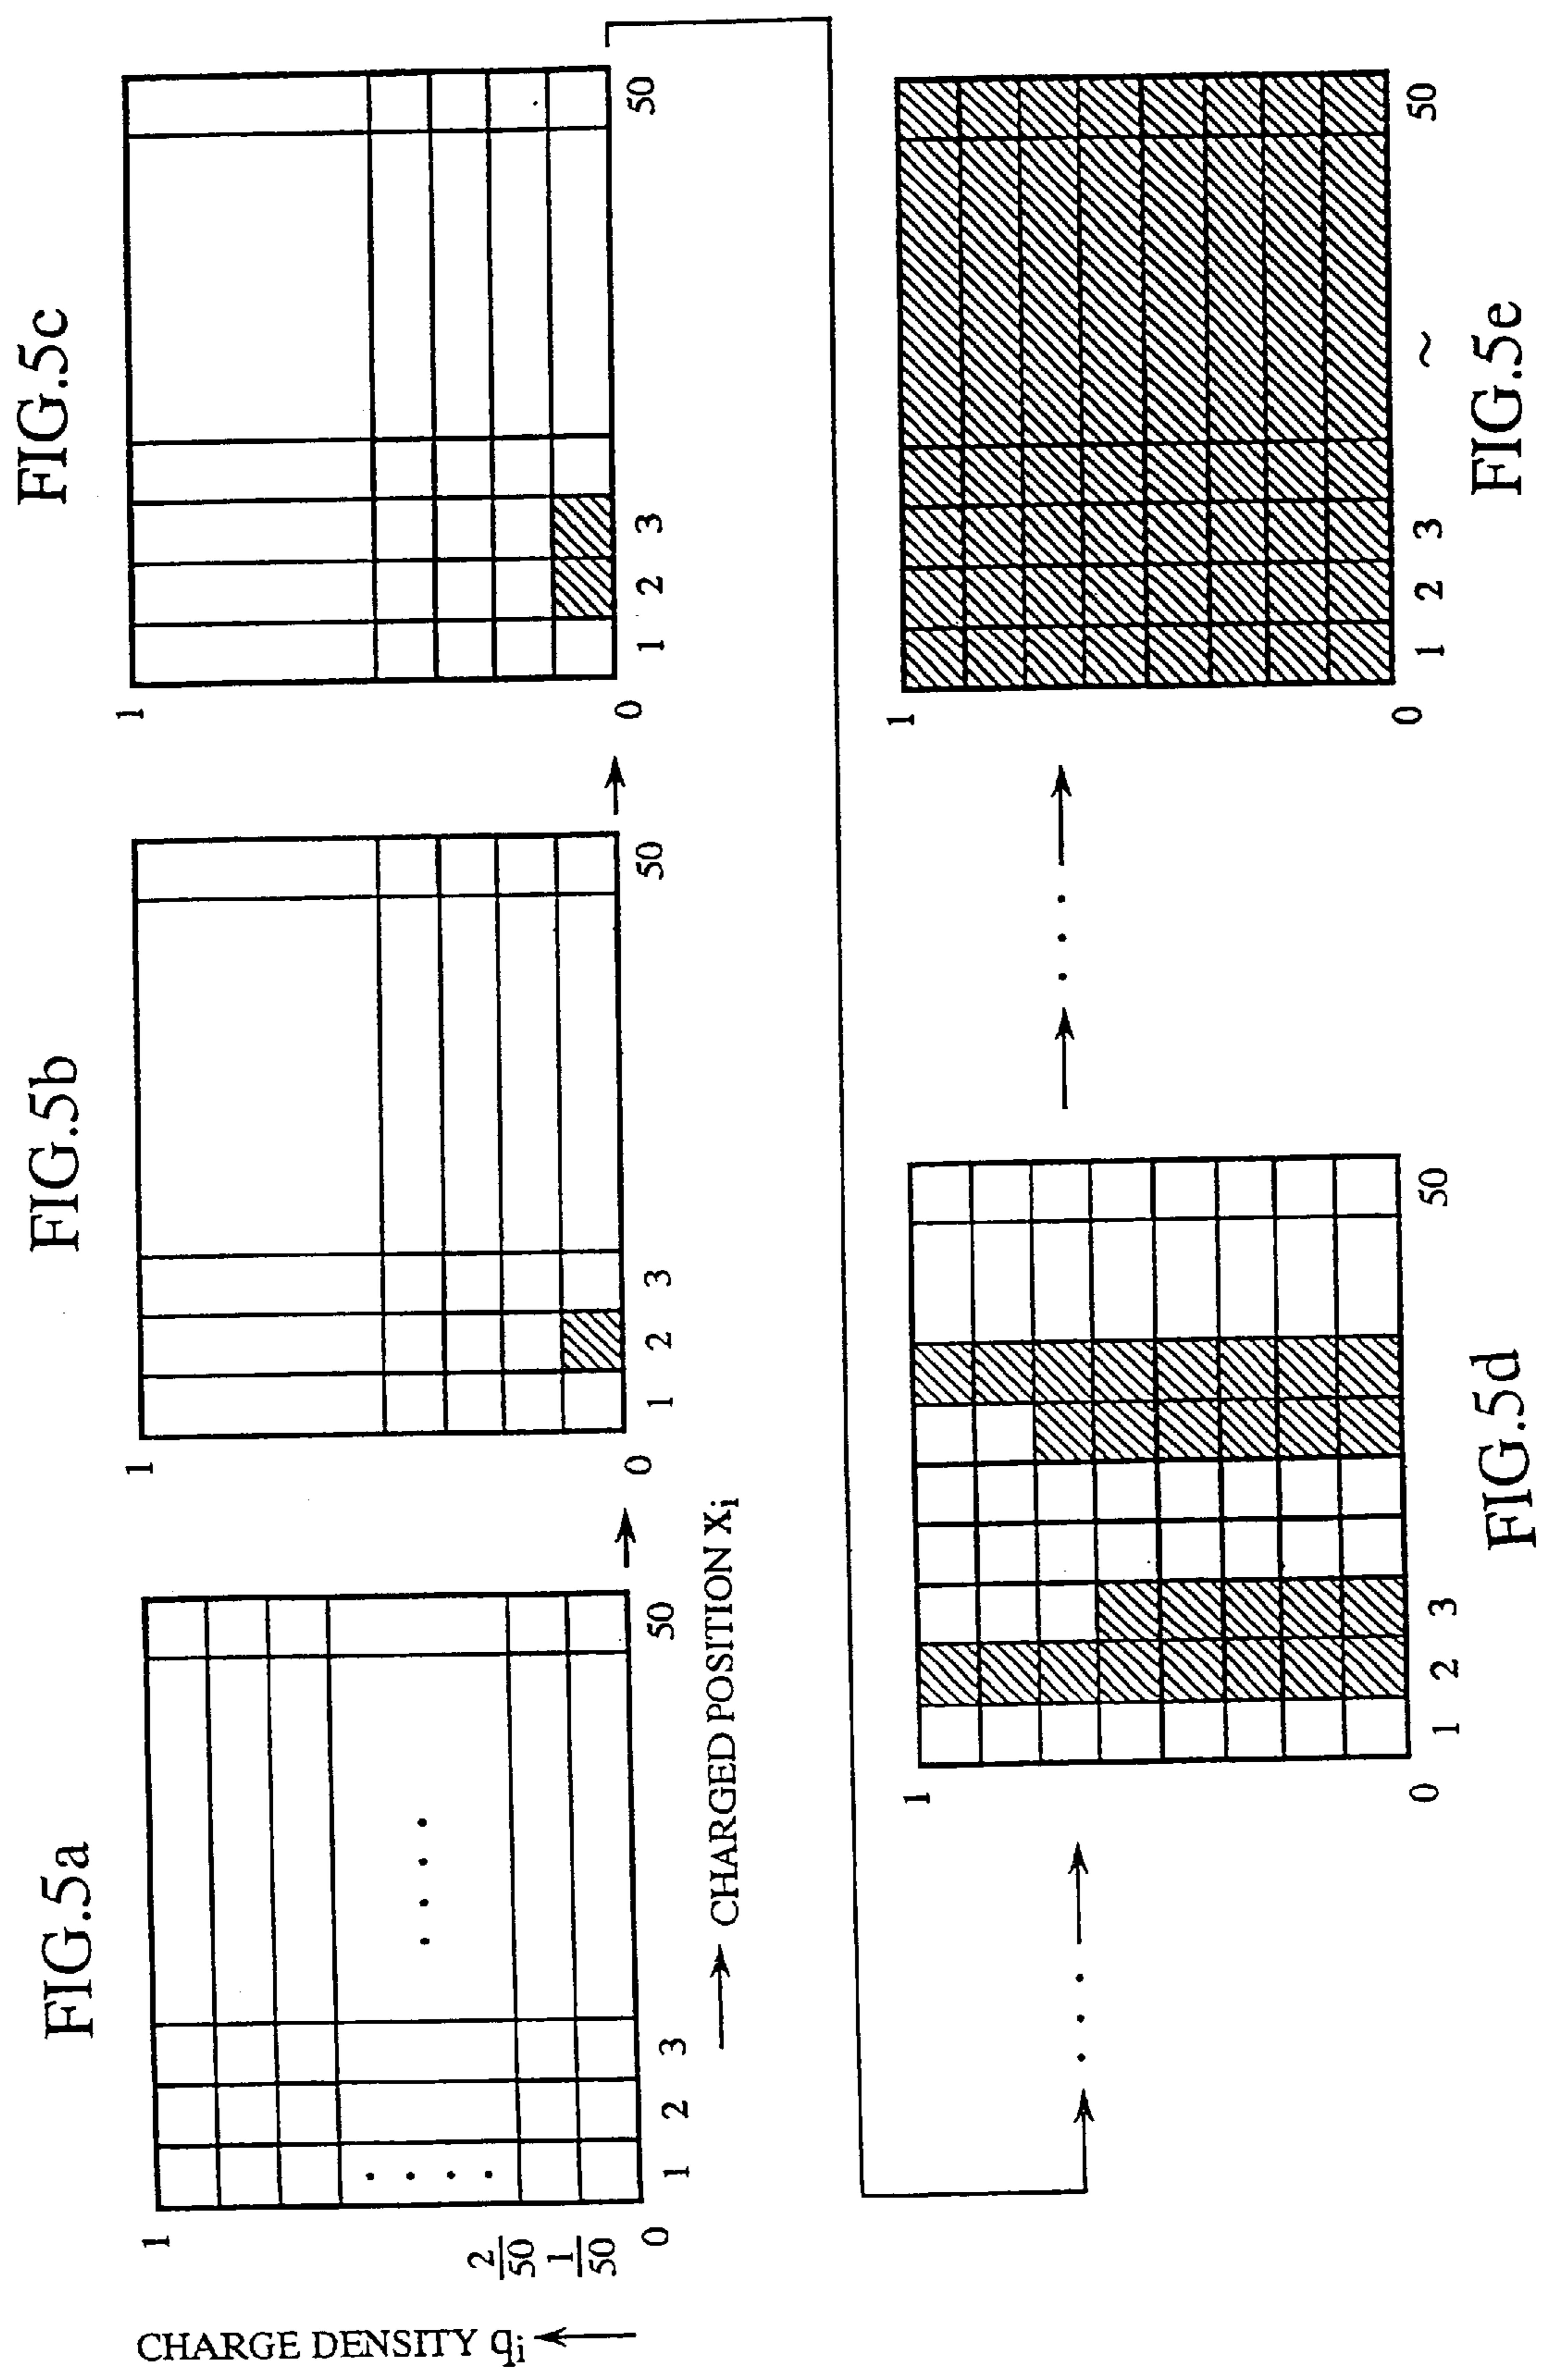 FIG.5a
CHARGE DENSITY qi
1
2/50
1/50
0
1 2 3 50
CHARGED POSITION Xi
FIG.5b
1
0
1 2 3 50
FIG.5c
1
0
1 2 3 50
1
0
1 2 3 50
FIG.5d
1
0
1 2 3 ~ 50
FIG.5e